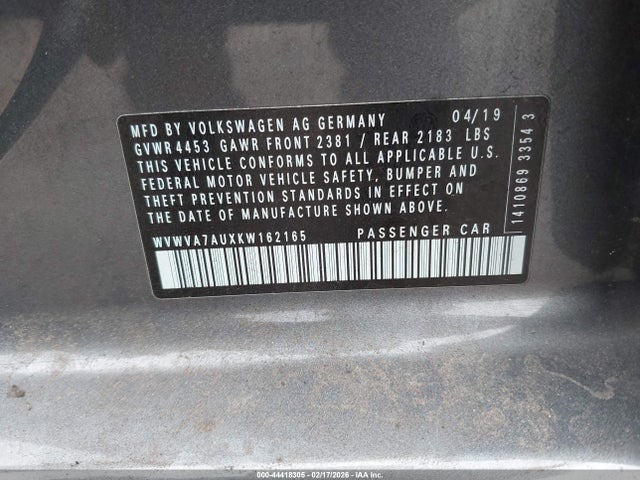 MFD BY VOLKSWAGEN AG GERMANY 04/19
GVWR 4453 GAWR FRONT 2381 / REAR 2183 LBS
THIS VEHICLE CONFORMS TO ALL APPLICABLE U.S.
FEDERAL MOTOR VEHICLE SAFETY, BUMPER AND
THEFT PREVENTION STANDARDS IN EFFECT ON
THE DATE OF MANUFACTURE SHOWN ABOVE.
WVWVA7AUXKW162165 PASSENGER CAR
1410869 3354 3
000-44418305 - 02/17/2026 - IAA Inc.